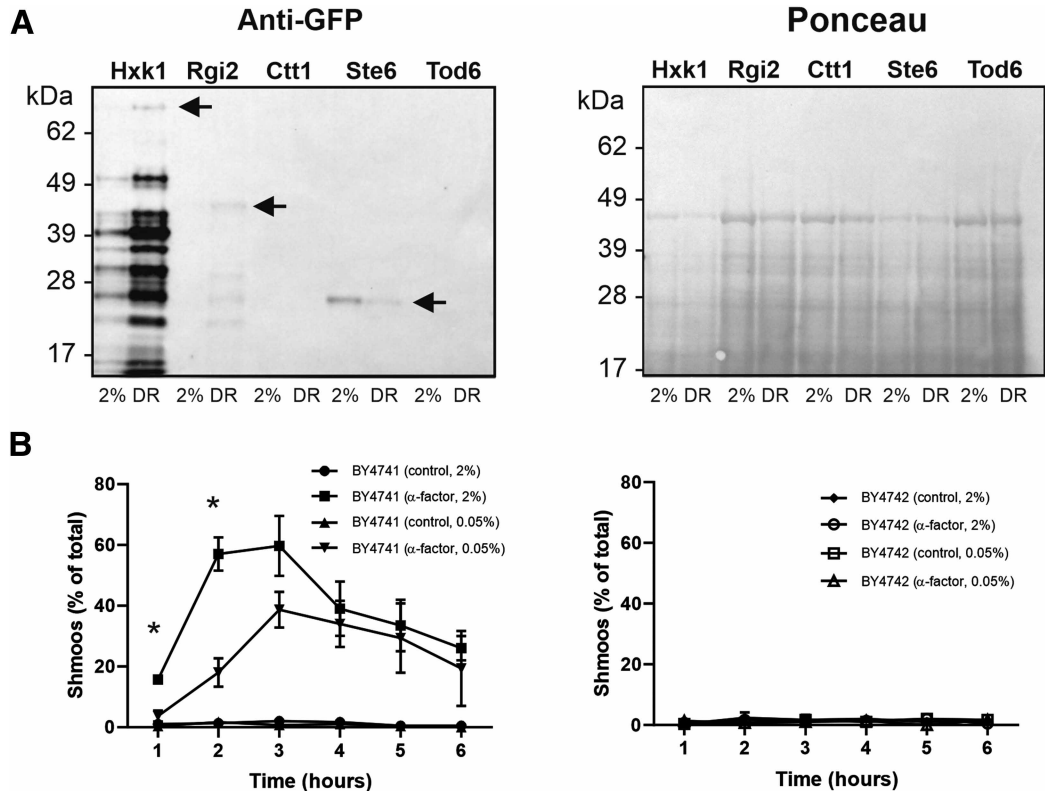 A
Anti-GFP
Ponceau
Hxk1 Rgi2 Ctt1 Ste6 Tod6
kDa
62
49
39
28
17
2% DR 2% DR 2% DR 2% DR 2% DR
Hxk1 Rgi2 Ctt1 Ste6 Tod6
kDa
62
49
39
28
17
2% DR 2% DR 2% DR 2% DR 2% DR
B
Shmoos (% of total)
80
60
40
20
0
* *
BY4741 (control, 2%)
BY4741 (α-factor, 2%)
BY4741 (control, 0.05%)
BY4741 (α-factor, 0.05%)
1 2 3 4 5 6
Time (hours)
Shmoos (% of total)
80
60
40
20
0
BY4742 (control, 2%)
BY4742 (α-factor, 2%)
BY4742 (control, 0.05%)
BY4742 (α-factor, 0.05%)
1 2 3 4 5 6
Time (hours)